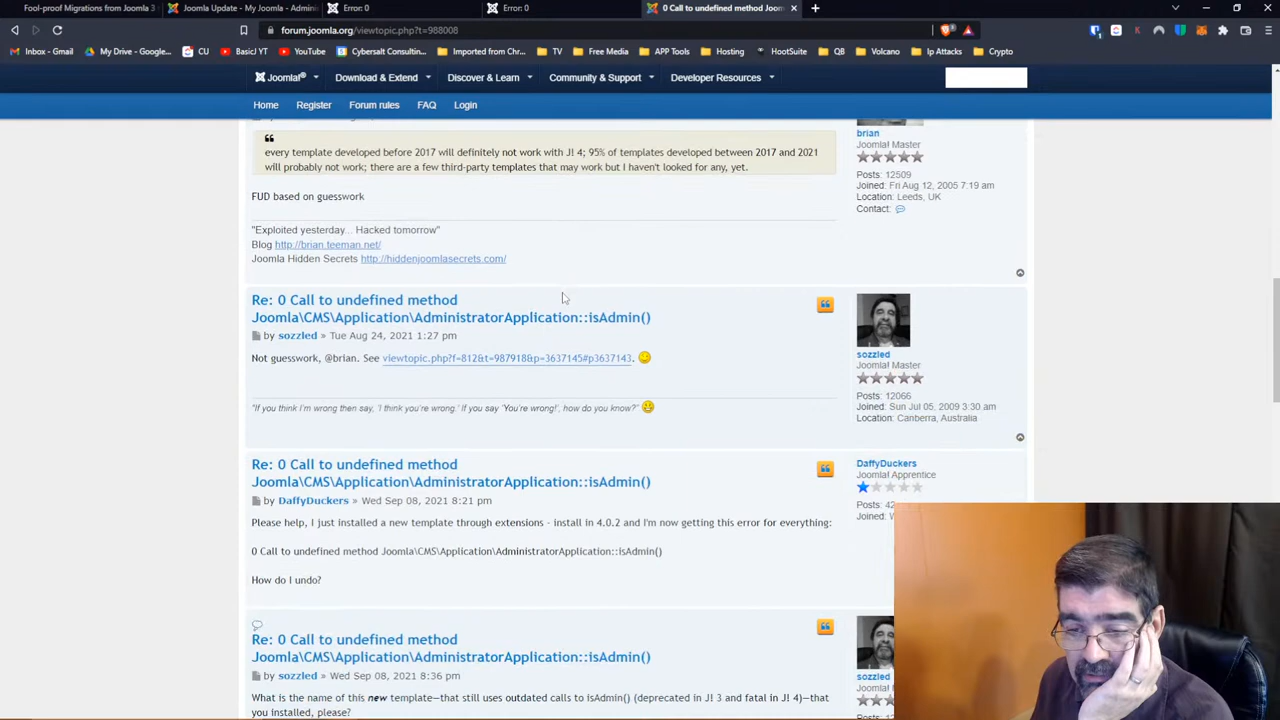 Fool-proof Migrations from Joomla 3
Joomla Update - My Joomla - Admini
Error: 0
Error: 0
0 Call to undefined method Joom
forum.joomla.org/viewtopic.php?t=988008
Inbox - Gmail
My Drive - Google...
CU
BasicJ YT
YouTube
Cybersalt Consulting...
Imported from Chr...
TV
Free Media
APP Tools
Hosting
HootSuite
QB
Volcano
Ip Attacks
Crypto
Joomla!®
Download & Extend
Discover & Learn
Community & Support
Developer Resources
Home
Register
Forum rules
FAQ
Login
every template developed before 2017 will definitely not work with J! 4; 95% of templates developed between 2017 and 2021
will probably not work; there are a few third-party templates that may work but I haven't looked for any, yet.
FUD based on guesswork
"Exploited yesterday... Hacked tomorrow"
Blog http://brian.teeman.net/
Joomla Hidden Secrets http://hiddenjoomlasecrets.com/
brian
Joomla! Master
Posts: 12509
Joined: Fri Aug 12, 2005 7:19 am
Location: Leeds, UK
Contact:
Re: 0 Call to undefined method
Joomla\CMS\Application\AdministratorApplication::isAdmin()
by sozzled » Tue Aug 24, 2021 1:27 pm
Not guesswork, @brian. See viewtopic.php?f=812&t=987918&p=3637145#p3637143.
"If you think I'm wrong then say, 'I think you're wrong.' If you say 'You're wrong!', how do you know?"
sozzled
Joomla! Master
Posts: 12066
Joined: Sun Jul 05, 2009 3:30 am
Location: Canberra, Australia
Re: 0 Call to undefined method
Joomla\CMS\Application\AdministratorApplication::isAdmin()
by DaffyDuckers » Wed Sep 08, 2021 8:21 pm
Please help, I just installed a new template through extensions - install in 4.0.2 and I'm now getting this error for everything:
0 Call to undefined method Joomla\CMS\Application\AdministratorApplication::isAdmin()
How do I undo?
DaffyDuckers
Joomla! Apprentice
Posts: 42
Joined: W
Re: 0 Call to undefined method
Joomla\CMS\Application\AdministratorApplication::isAdmin()
by sozzled » Wed Sep 08, 2021 8:36 pm
What is the name of this new template—that still uses outdated calls to isAdmin() (deprecated in J! 3 and fatal in J! 4)—that
you installed, please?
sozzled
Joomla! M
Posts: 12